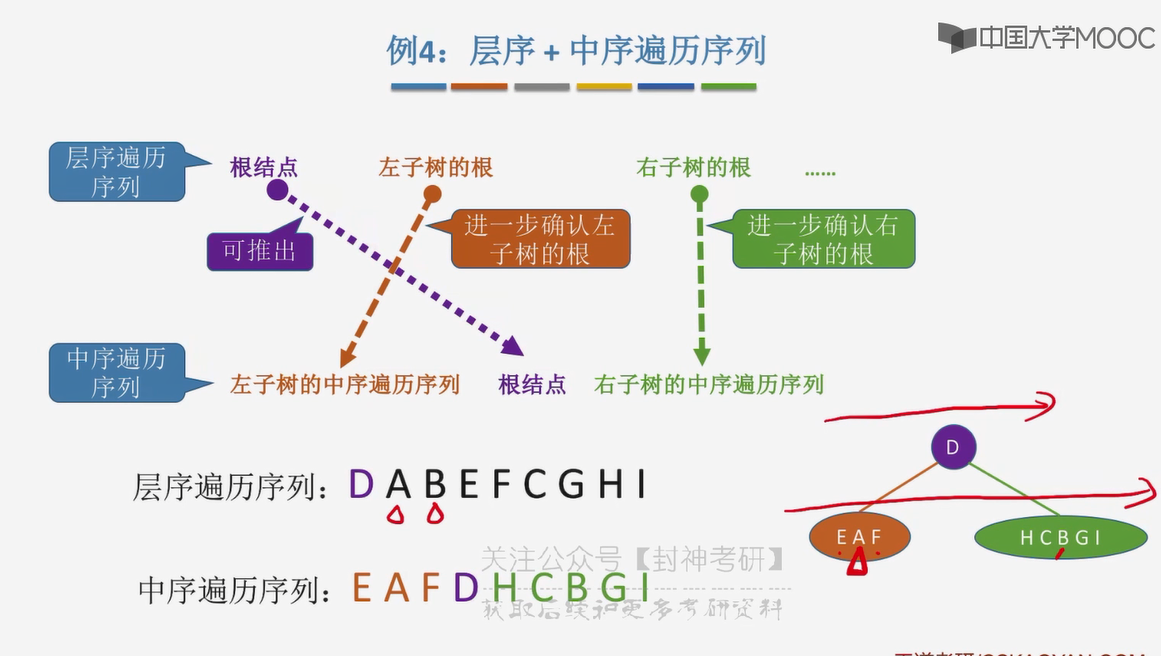 例4：层序 + 中序遍历序列
中国大学MOOC
层序遍历
序列
根结点
左子树的根
右子树的根
......
可推出
进一步确认左
子树的根
进一步确认右
子树的根
中序遍历
序列
左子树的中序遍历序列
根结点
右子树的中序遍历序列
D
E A F
H C B G I
层序遍历序列：D A B E F C G H I
关注公众号【封神考研】
中序遍历序列：E A F D H C B G I
获取后续和更多考研资料